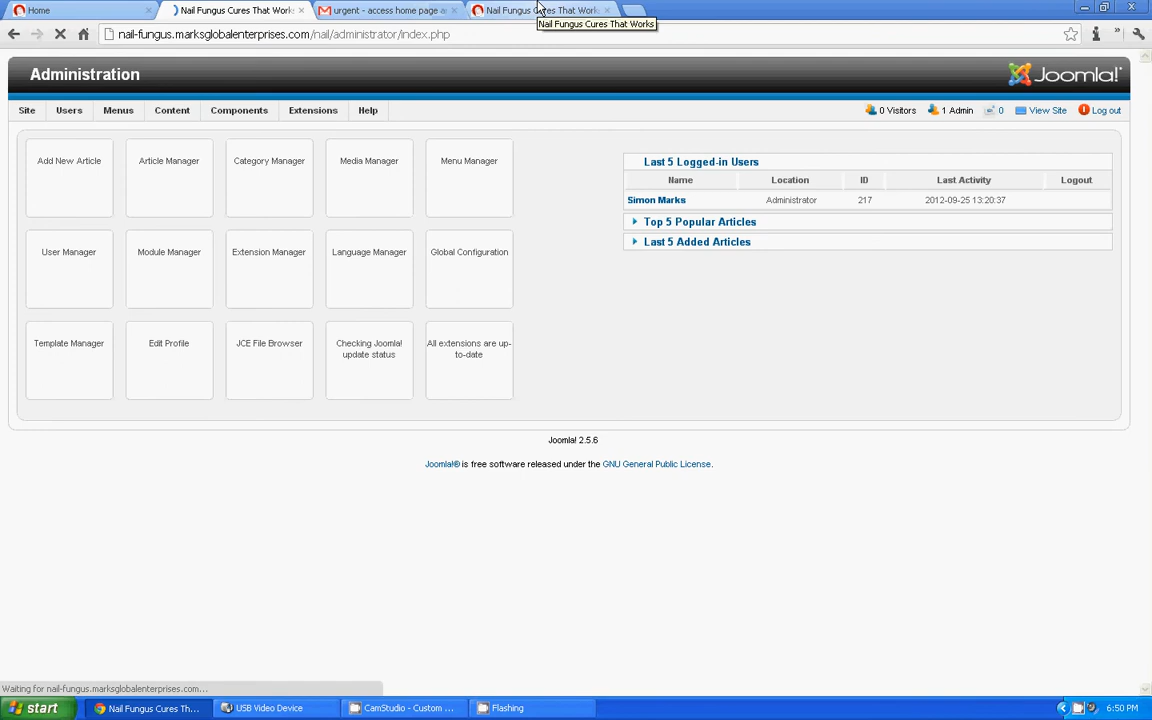 Home
Nail Fungus Cures That Work
urgent - access home page a
Nail Fungus Cures That Work
Nail Fungus Cures That Works
nail-fungus.marksglobalenterprises.com/nail/administrator/index.php
Administration
Joomla!
Site Users Menus Content Components Extensions Help
0 Visitors 1 Admin 0 View Site Log out
Add New Article
Article Manager
Category Manager
Media Manager
Menu Manager
Last 5 Logged-in Users
Name Location ID Last Activity Logout
Simon Marks Administrator 217 2012-09-25 13:20:37
Top 5 Popular Articles
Last 5 Added Articles
User Manager
Module Manager
Extension Manager
Language Manager
Global Configuration
Template Manager
Edit Profile
JCE File Browser
Checking Joomla!
update status
All extensions are up-
to-date
Joomla! 2.5.6
Joomla!® is free software released under the GNU General Public License.
Waiting for nail-fungus.marksglobalenterprises.com...
start
Nail Fungus Cures Th...
USB Video Device
CamStudio - Custom ...
Flashing
6:50 PM